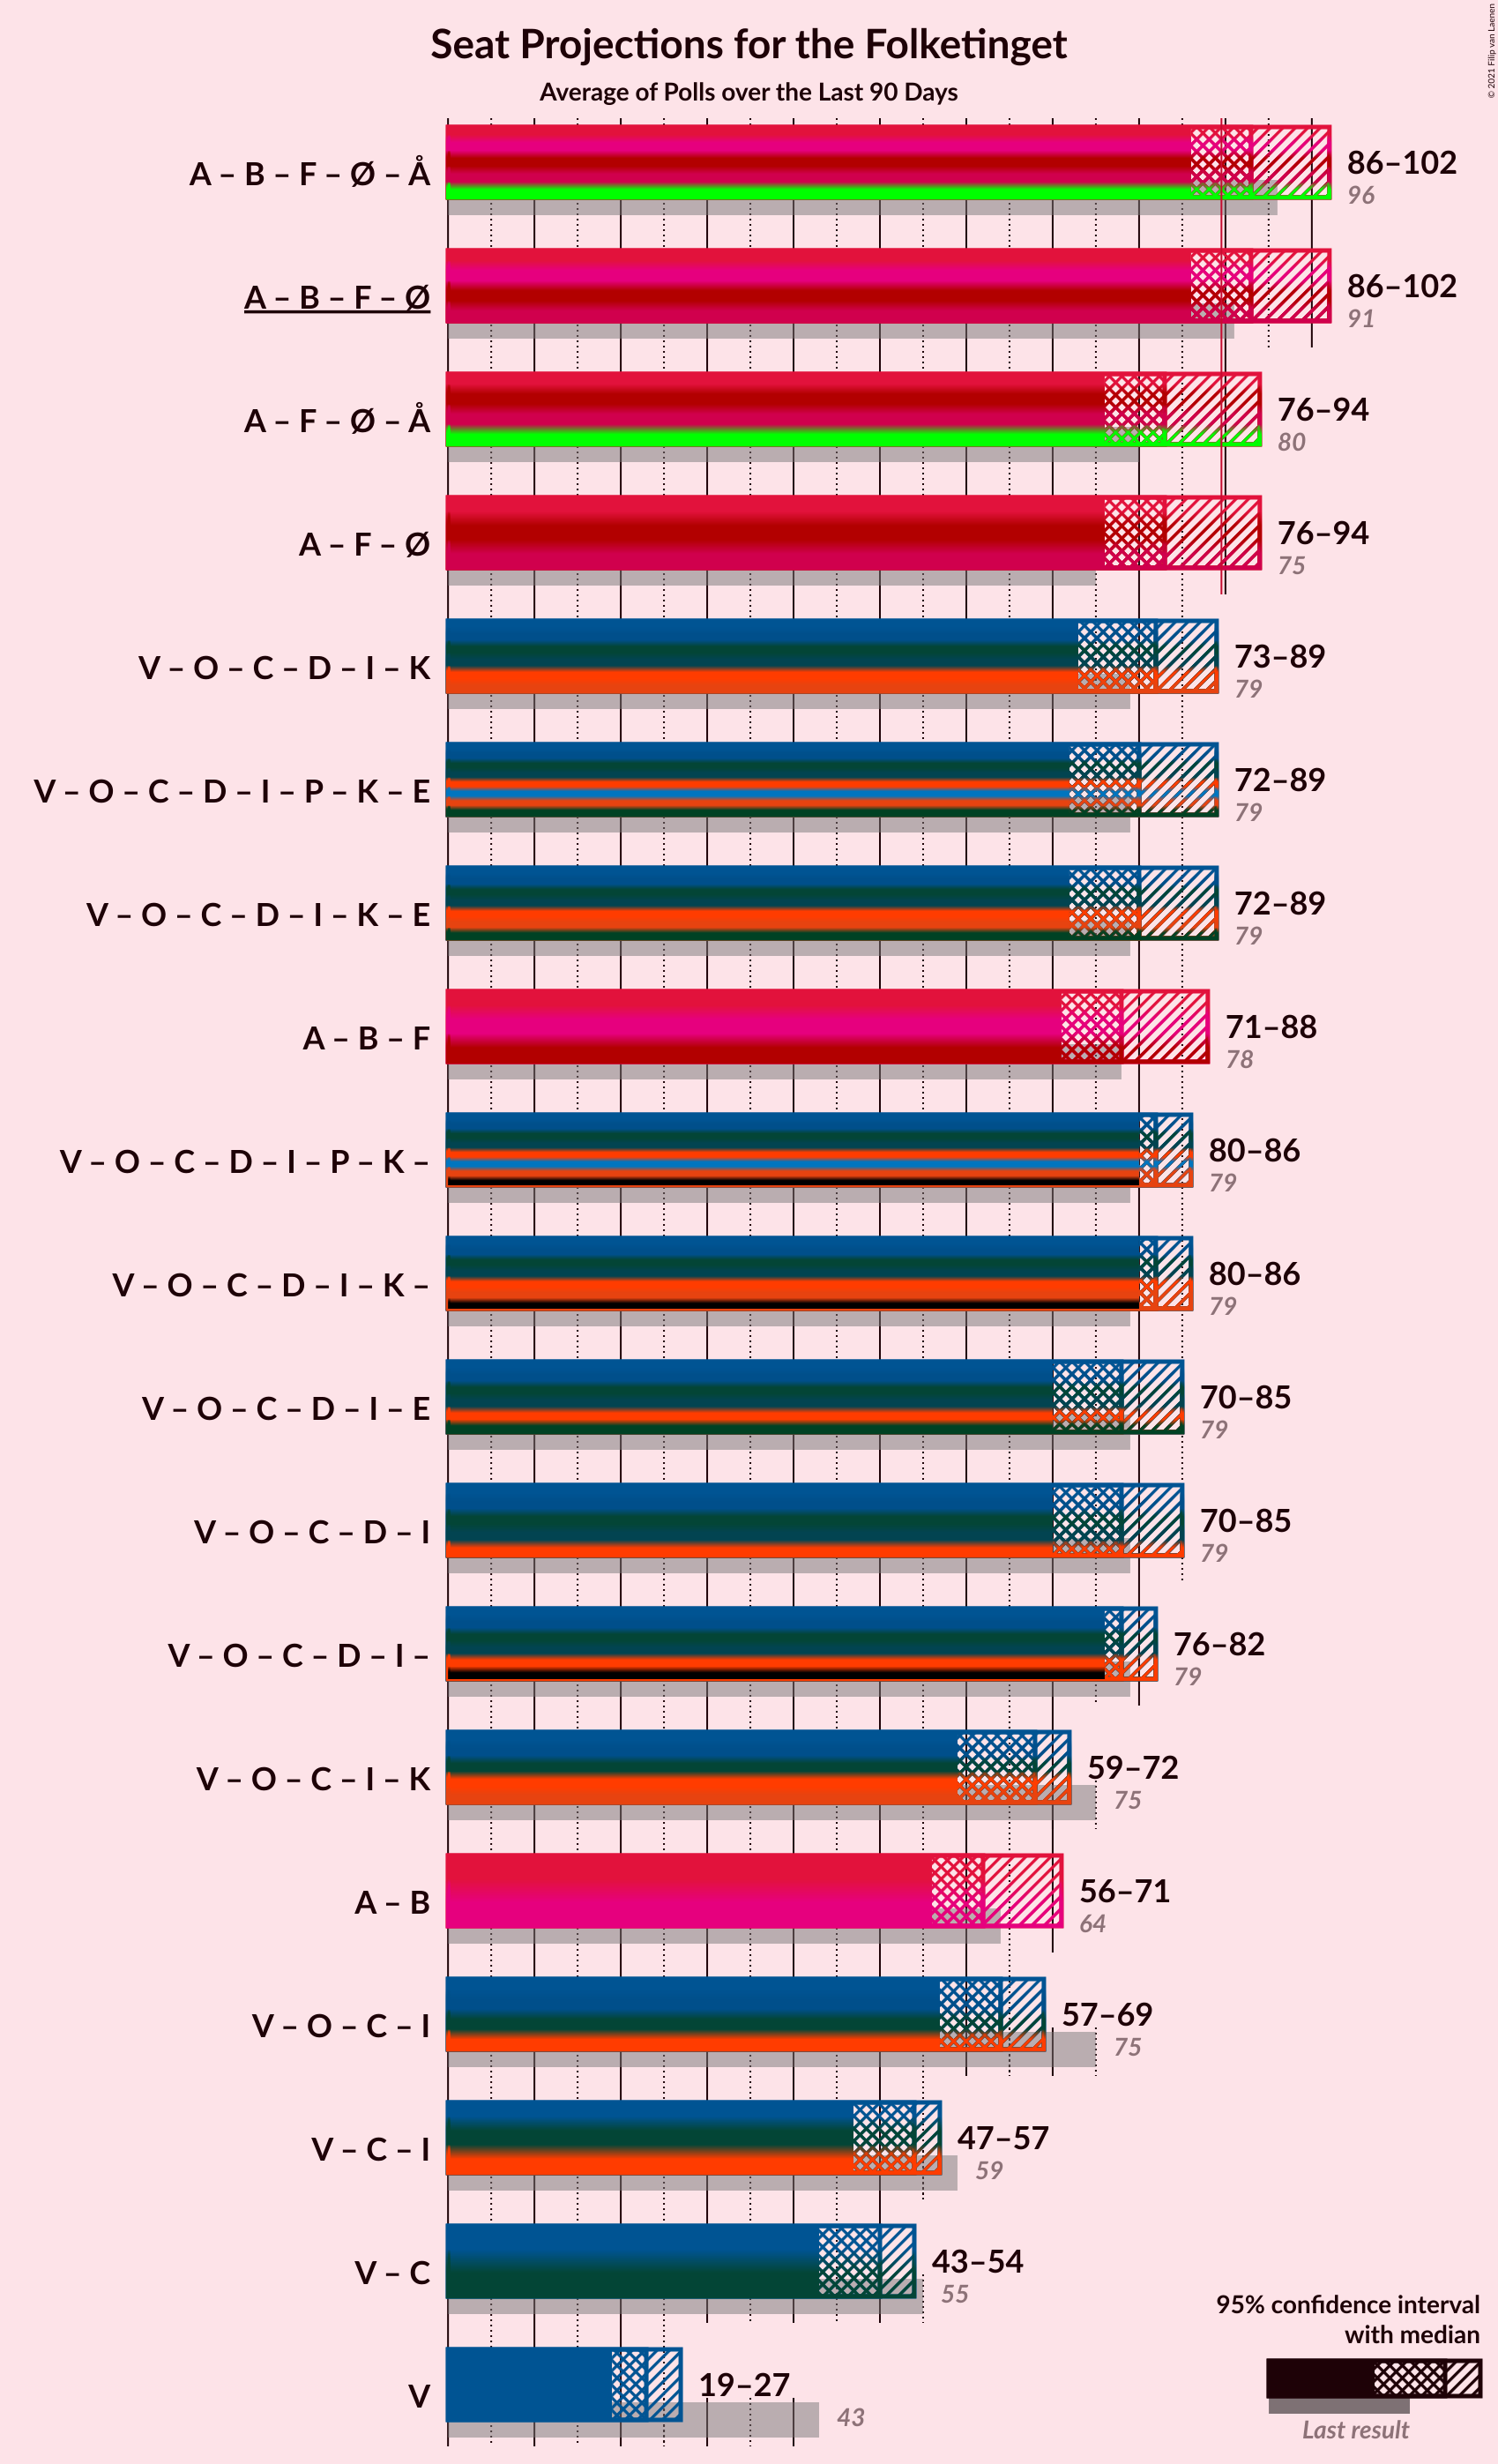 Seat Projections for the Folketinget
Average of Polls over the Last 90 Days
© 2021 Filip van Laenen
A – B – F – Ø – Å
86–102
96
A – B – F – Ø
86–102
91
A – F – Ø – Å
76–94
80
A – F – Ø
76–94
75
V – O – C – D – I – K
73–89
79
V – O – C – D – I – P – K – E
72–89
79
V – O – C – D – I – K – E
72–89
79
A – B – F
71–88
78
V – O – C – D – I – P – K –
80–86
79
V – O – C – D – I – K –
80–86
79
V – O – C – D – I – E
70–85
79
V – O – C – D – I
70–85
79
V – O – C – D – I –
76–82
79
V – O – C – I – K
59–72
75
A – B
56–71
64
V – O – C – I
57–69
75
V – C – I
47–57
59
V – C
43–54
55
V
19–27
43
95% confidence interval
with median
Last result